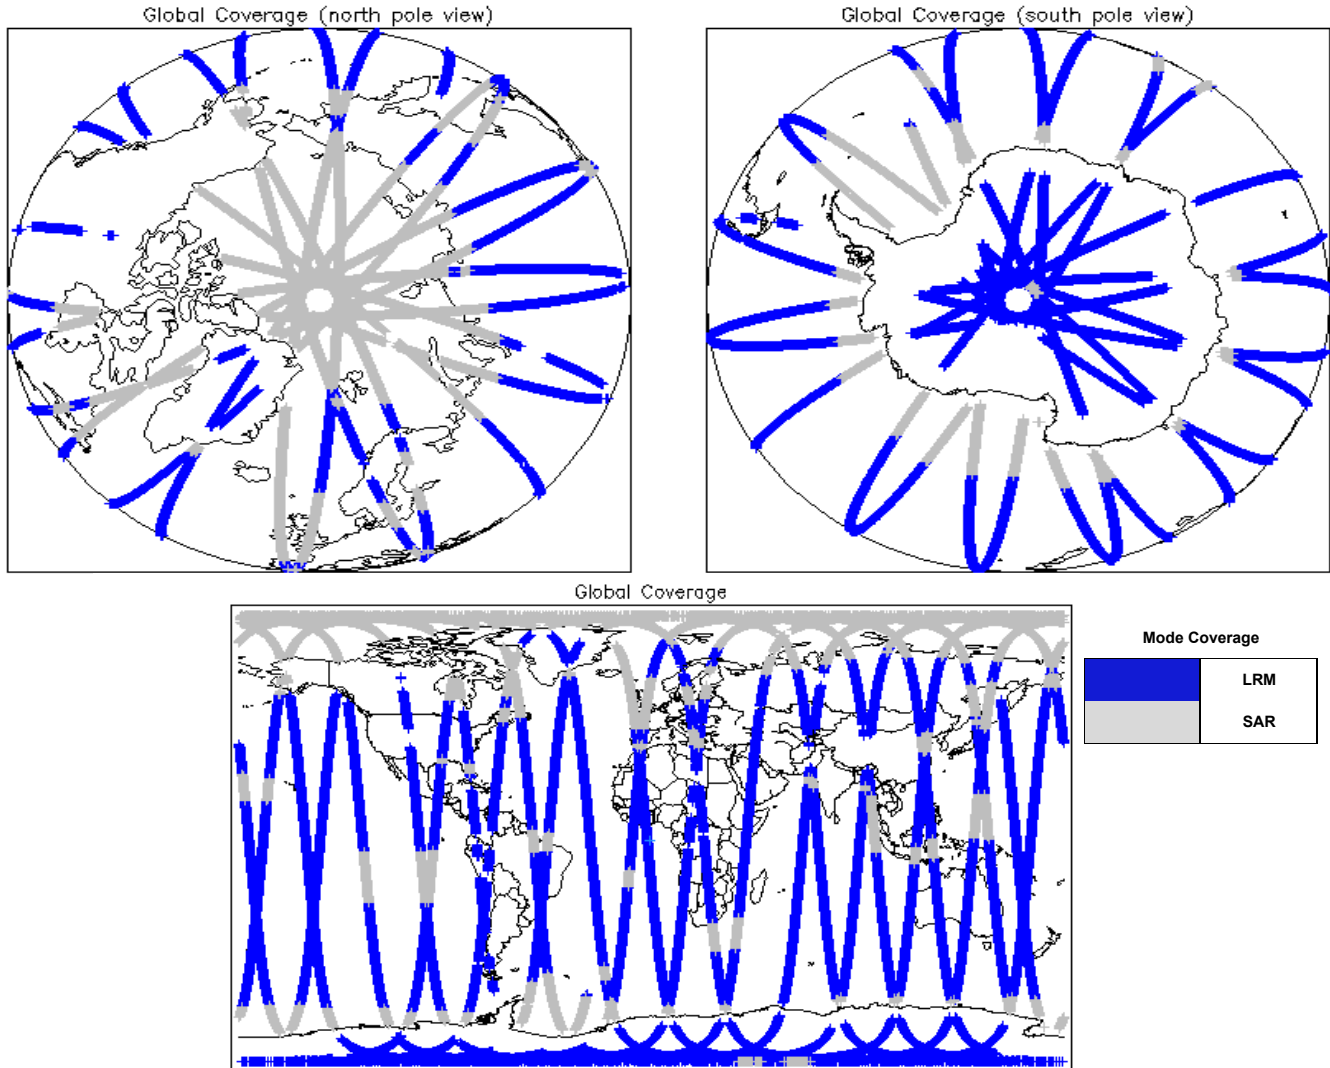 Global Coverage (north pole view)
Global Coverage (south pole view)
Global Coverage
Mode Coverage
LRM
SAR